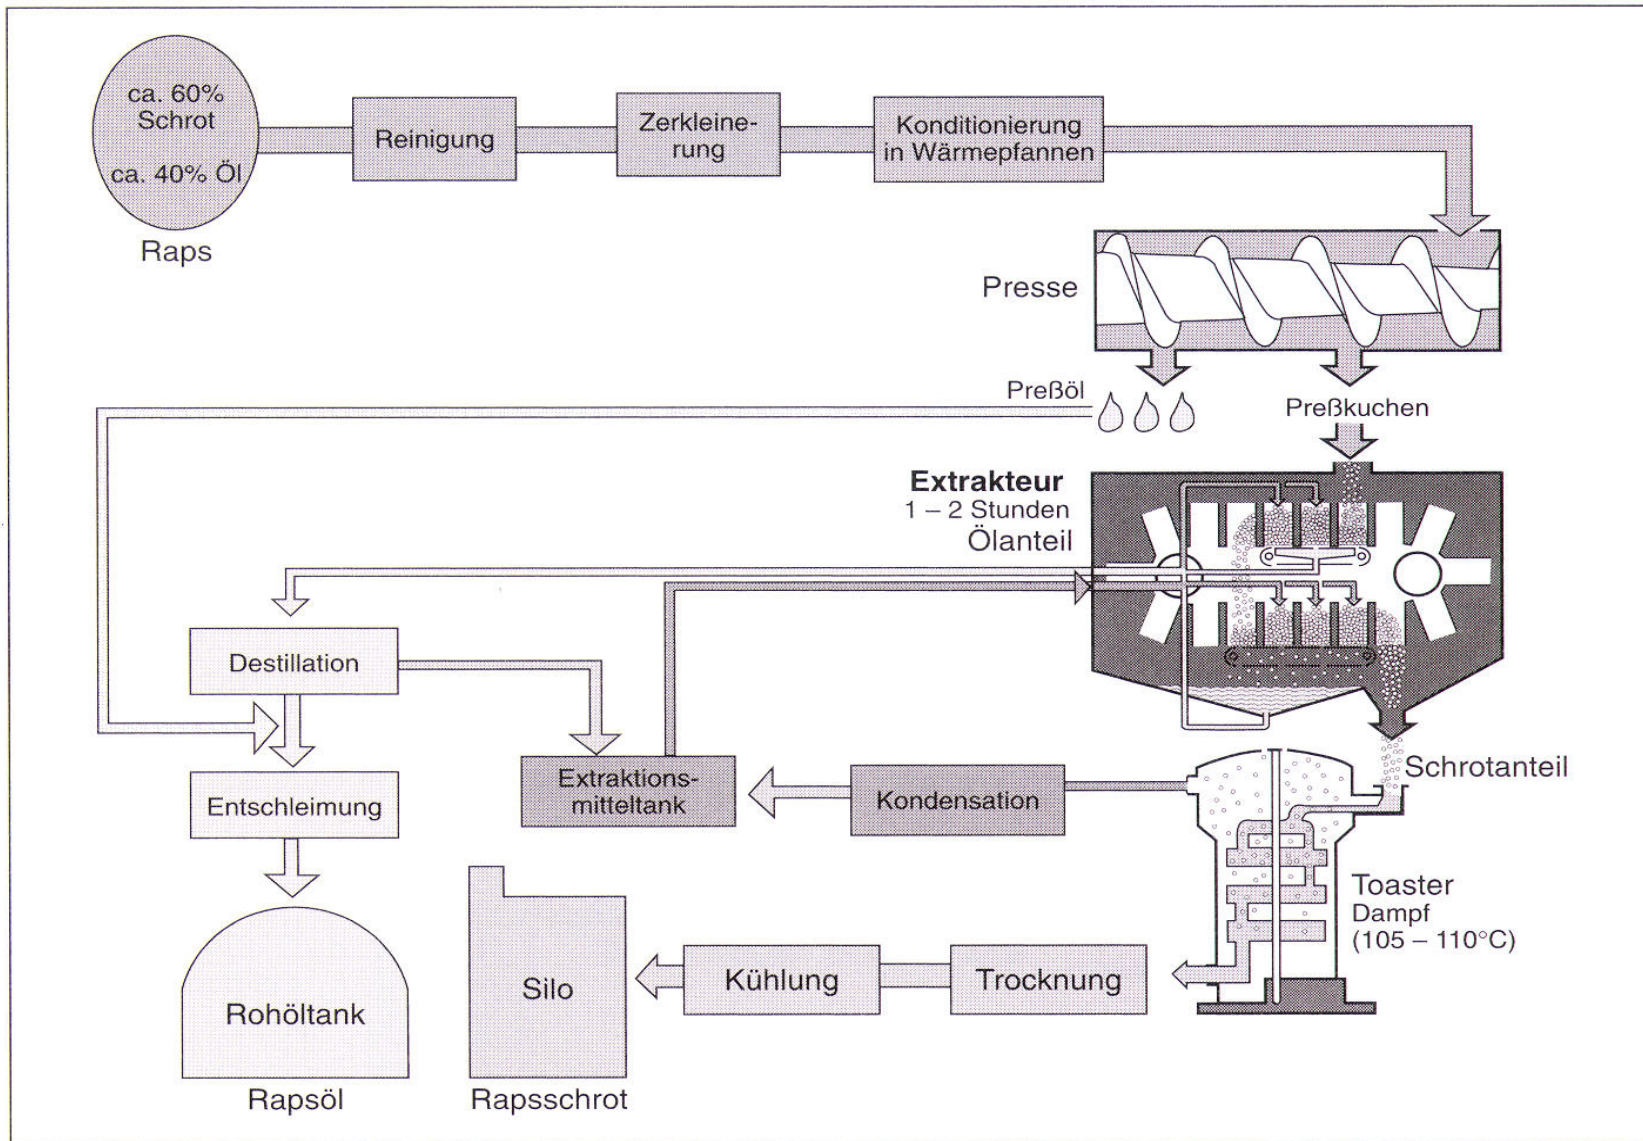 ca. 60%
Schrot
ca. 40% Öl
Raps
Reinigung
Zerkleine-
rung
Konditionierung
in Wärmepfannen
Presse
Preßöl
Preßkuchen
Extrakteur
1 – 2 Stunden
Ölanteil
Destillation
Extraktions-
mitteltank
Kondensation
Schrotanteil
Entschleimung
Toaster
Dampf
(105 – 110°C)
Silo
Kühlung
Trocknung
Rohöltank
Rapsöl
Rapsschrot